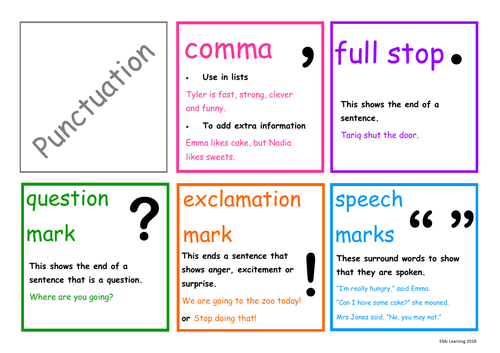 Punctuation
comma ,
• Use in lists
Tyler is fast, strong, clever
and funny.
• To add extra information
Emma likes cake, but Nadia
likes sweets.
full stop .
This shows the end of a
sentence.
Tariq shut the door.
question
mark ?
This shows the end of a
sentence that is a question.
Where are you going?
exclamation
mark !
This ends a sentence that
shows anger, excitement or
surprise.
We are going to the zoo today!
or Stop doing that!
speech
marks “ ”
These surround words to show
that they are spoken.
“I’m really hungry,” said Emma.
“Can I have some cake?” she moaned.
Mrs Jones said, “No, you may not.”
EMc Learning 2018